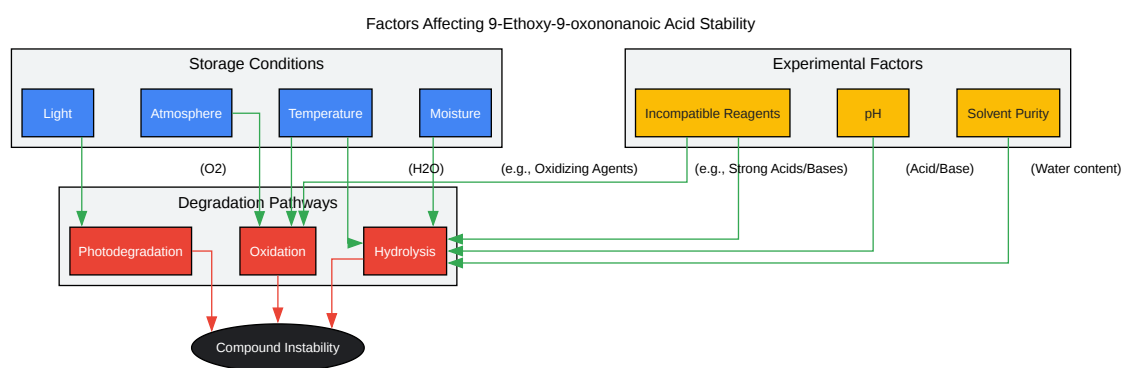 Factors Affecting 9-Ethoxy-9-oxononanoic Acid Stability
Storage Conditions
Experimental Factors
Light
Atmosphere
Temperature
Moisture
Incompatible Reagents
pH
Solvent Purity
(O2)
(H2O)
(e.g., Oxidizing Agents)
(e.g., Strong Acids/Bases)
(Acid/Base)
(Water content)
Degradation Pathways
Photodegradation
Oxidation
Hydrolysis
Compound Instability